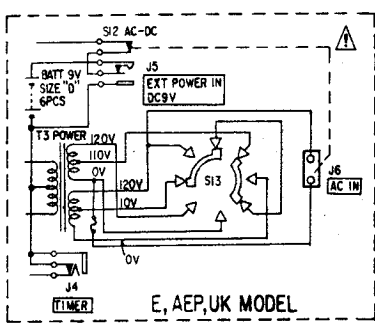 S12 AC-DC
BATT 9V
SIZE "D"
6PCS
J5
EXT POWER IN
DC9V
T3 POWER
120V
110V
0V
120V
10V
0V
S13
J6
AC IN
J4
TIMER
E, AEP, UK MODEL